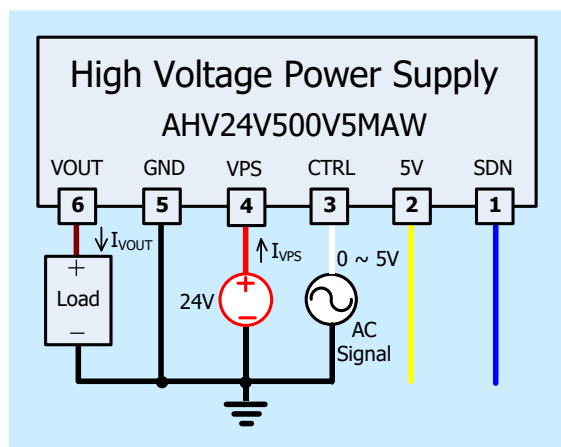 High Voltage Power Supply
AHV24V500V5MAW
VOUT GND VPS CTRL 5V SDN
6 5 4 3 2 1
IVOUT IVPS 0 ~ 5V
+ +
Load 24V
− −
AC
Signal